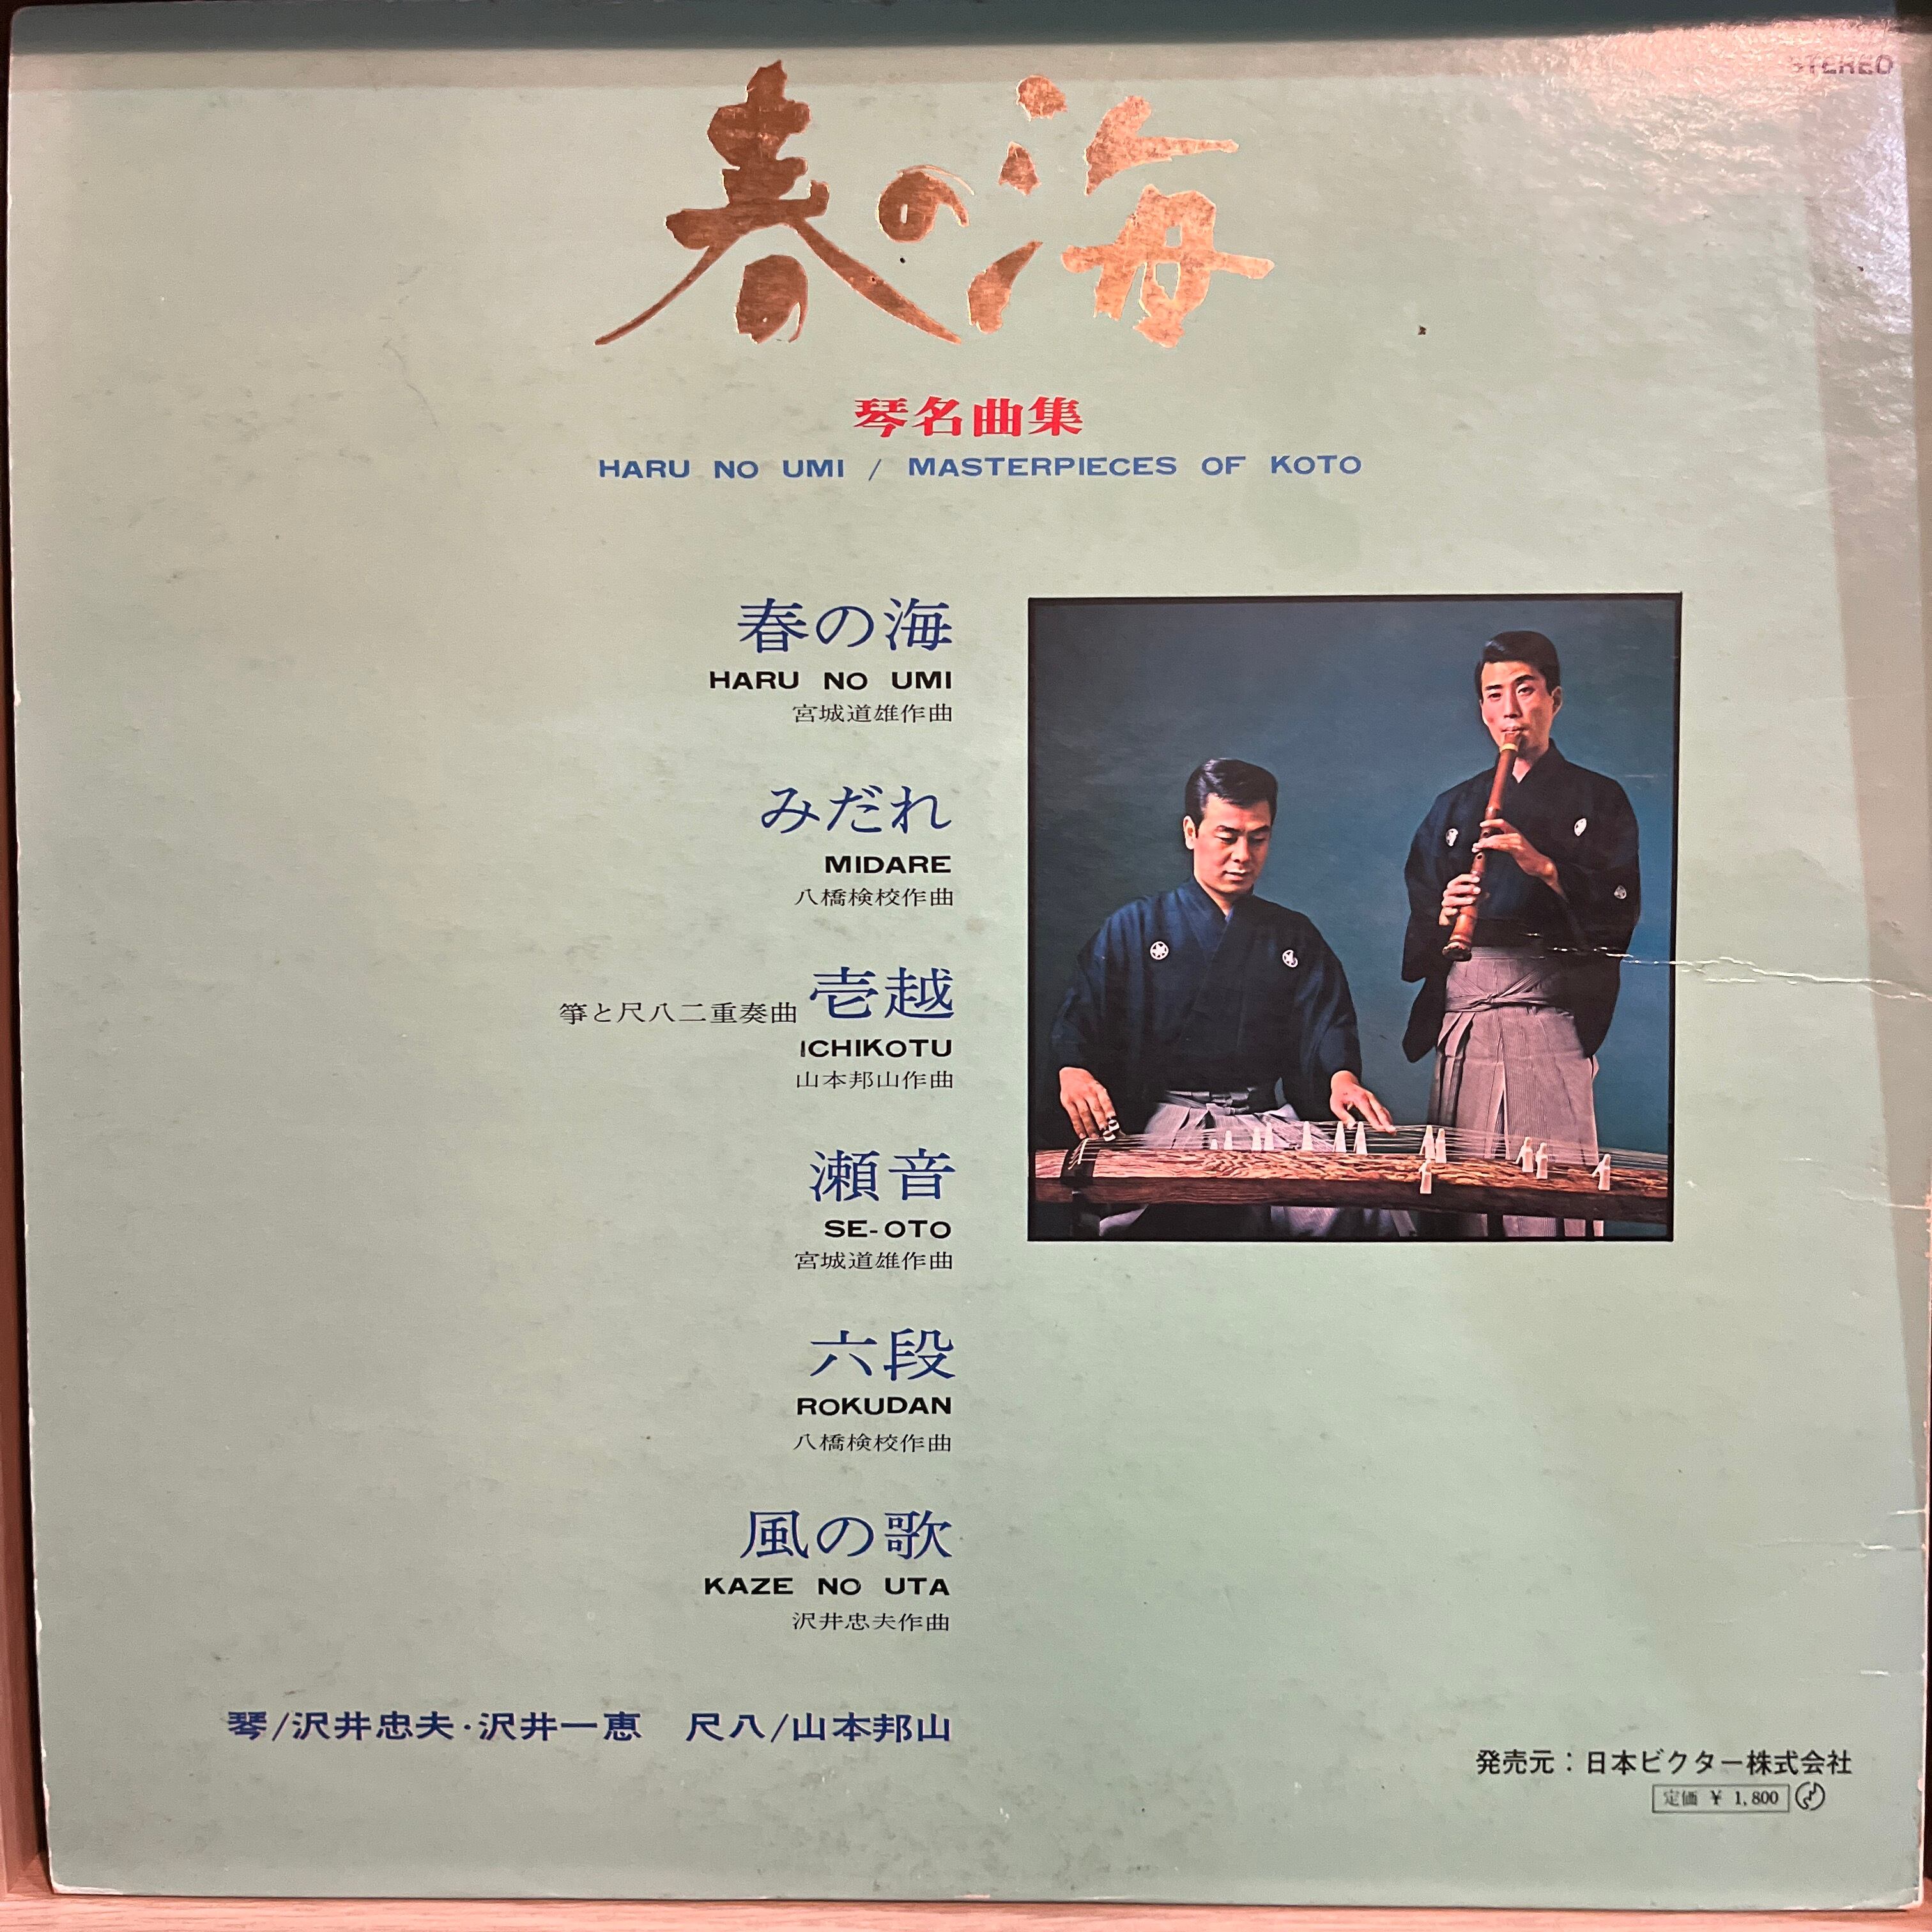 STEREO
春の海
琴名曲集
HARU NO UMI / MASTERPIECES OF KOTO
春の海
HARU NO UMI
宮城道雄作曲
みだれ
MIDARE
八橋検校作曲
箏と尺八二重奏曲 壱越
ICHIKOTU
山本邦山作曲
瀬音
SE-OTO
宮城道雄作曲
六段
ROKUDAN
八橋検校作曲
風の歌
KAZE NO UTA
沢井忠夫作曲
琴/沢井忠夫・沢井一恵 尺八/山本邦山
発売元：日本ビクター株式会社
定価 ¥ 1,800